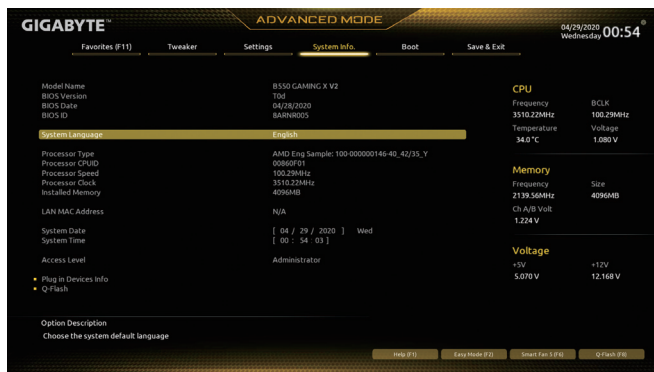 GIGABYTE™
ADVANCED MODE
04/29/2020
Wednesday 00:54
Favorites (F11) Tweaker Settings System Info. Boot Save & Exit
Model Name B550 GAMING X V2
BIOS Version T0d
BIOS Date 04/28/2020
BIOS ID 8ARNR005
System Language English
Processor Type AMD Eng Sample: 100-000000146-40_42/35_Y
Processor CPUID 00860F01
Processor Speed 100.29MHz
Processor Clock 3510.22MHz
Installed Memory 4096MB
LAN MAC Address N/A
System Date [ 04 / 29 / 2020 ] Wed
System Time [ 00 : 54 : 03 ]
Access Level Administrator
Plug in Devices Info
Q-Flash
CPU
Frequency BCLK
3510.22MHz 100.29MHz
Temperature Voltage
34.0 °C 1.080 V
Memory
Frequency Size
2139.56MHz 4096MB
Ch A/B Volt
1.224 V
Voltage
+5V +12V
5.070 V 12.168 V
Option Description
Choose the system default language
Help (F1) Easy Mode (F2) Smart Fan 5 (F6) Q-Flash (F8)